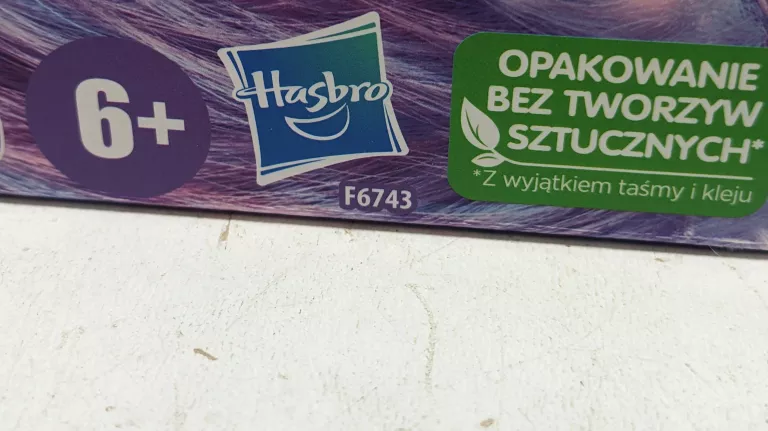 6+
Hasbro
F6743
OPAKOWANIE
BEZ TWORZYW
SZTUCZNYCH*
*Z wyjątkiem taśmy i kleju